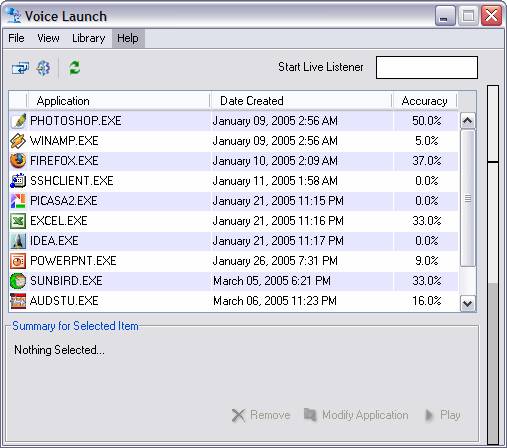 Voice Launch
File View Library Help
Start Live Listener
Application Date Created Accuracy
PHOTOSHOP.EXE January 09, 2005 2:56 AM 50.0%
WINAMP.EXE January 09, 2005 2:56 AM 5.0%
FIREFOX.EXE January 10, 2005 2:09 AM 37.0%
SSHCLIENT.EXE January 11, 2005 1:58 AM 0.0%
PICASA2.EXE January 21, 2005 11:15 PM 0.0%
EXCEL.EXE January 21, 2005 11:16 PM 33.0%
IDEA.EXE January 21, 2005 11:17 PM 0.0%
POWERPNT.EXE January 26, 2005 7:31 PM 9.0%
SUNBIRD.EXE March 05, 2005 6:21 PM 33.0%
AUDSTU.EXE March 06, 2005 11:23 PM 16.0%
Summary for Selected Item
Nothing Selected...
Remove Modify Application Play